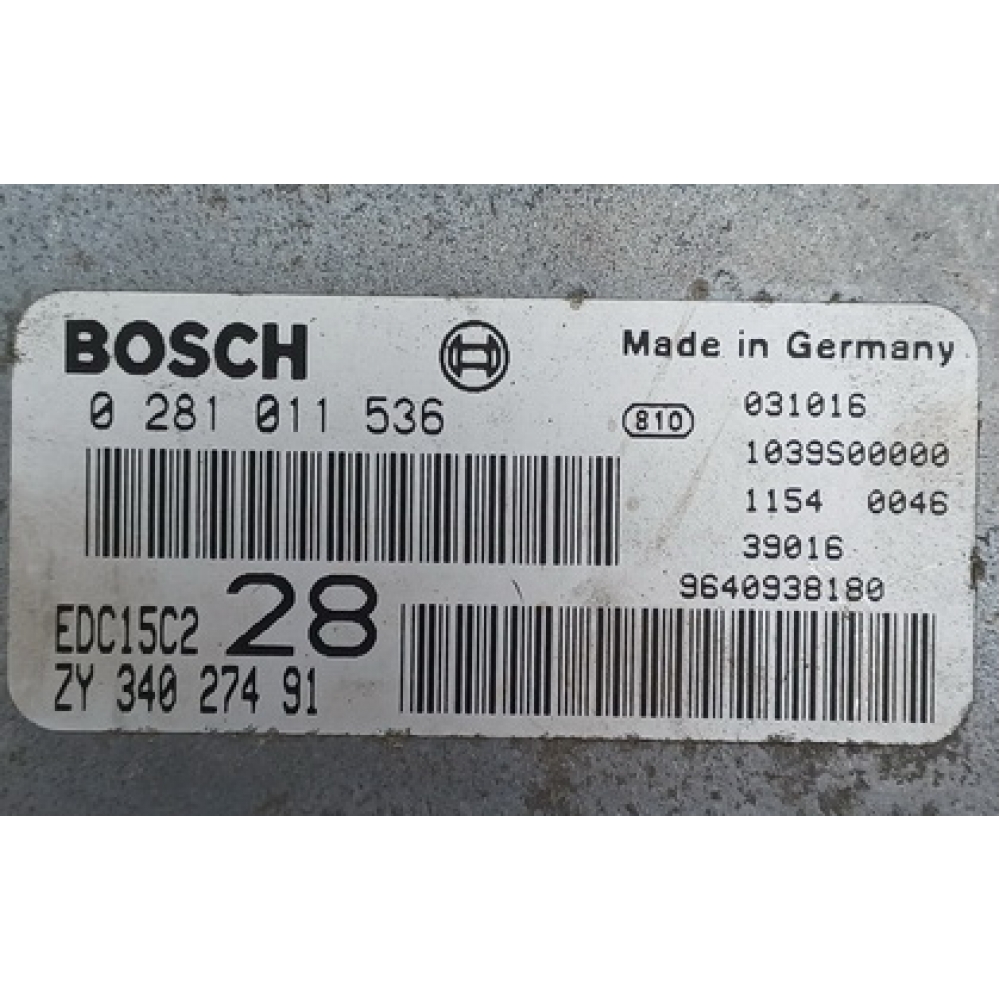 BOSCH Made in Germany
0 281 011 536 810 031016
1039S00000
1154 0046
39016
9640938180
EDC15C2 28
ZY 340 274 91